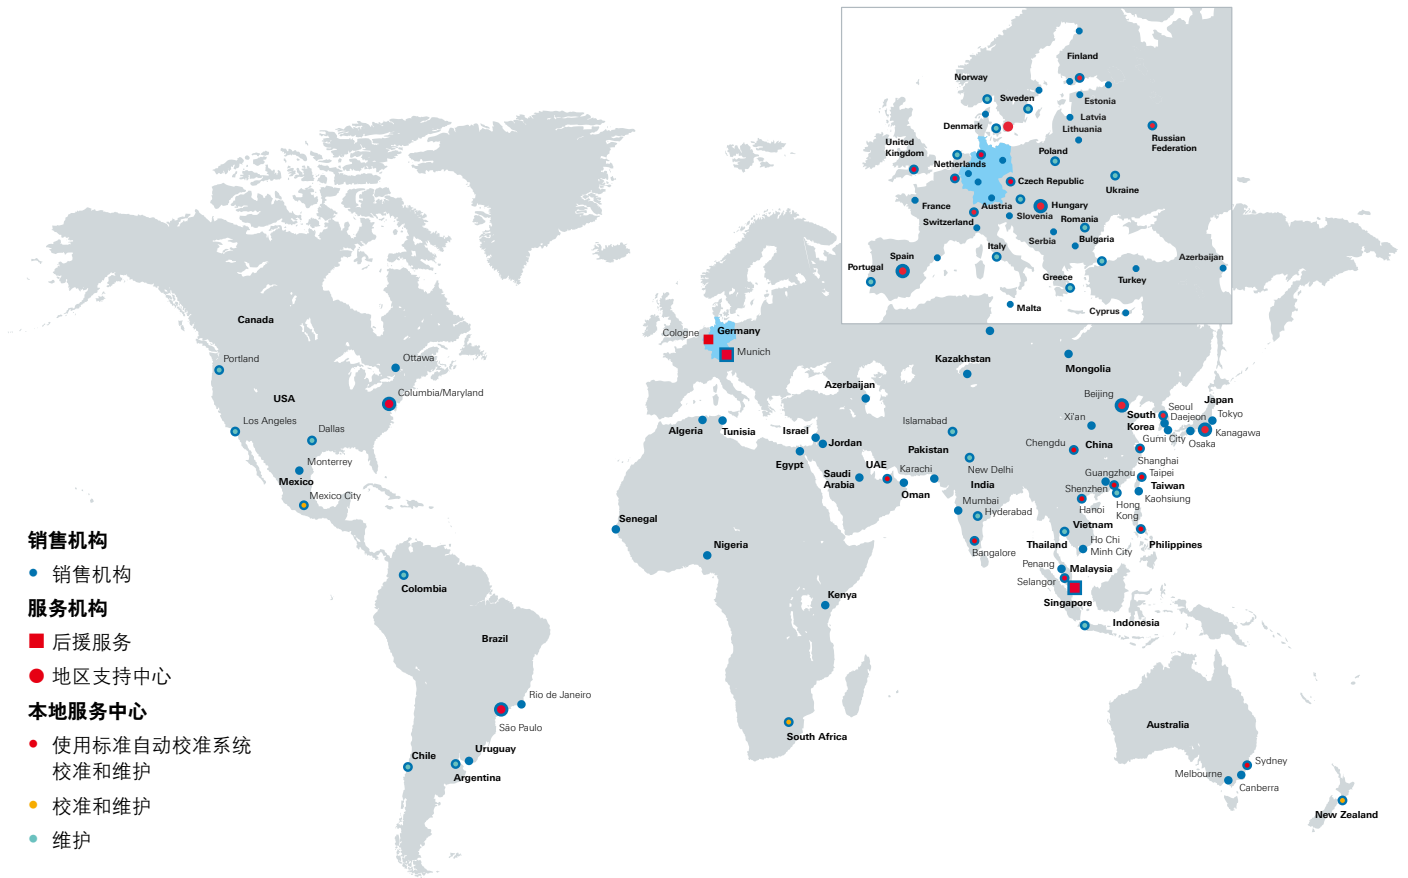 Norway
Finland
Sweden
Estonia
Denmark
Latvia
Lithuania
United
Kingdom
Russian
Federation
Netherlands
Poland
Czech Republic
Ukraine
France
Austria
Hungary
Switzerland
Slovenia
Romania
Serbia
Bulgaria
Italy
Spain
Portugal
Azerbaijan
Greece
Turkey
Malta
Cyprus
Canada
Portland
Ottawa
USA
Columbia/Maryland
Los Angeles
Dallas
Monterrey
Mexico
Mexico City
Cologne
Germany
Munich
Kazakhstan
Mongolia
Azerbaijan
Algeria
Tunisia
Israel
Jordan
Egypt
Saudi
Arabia
UAE
Oman
Karachi
Islamabad
Pakistan
New Delhi
India
Mumbai
Hyderabad
Bangalore
Beijing
Xi'an
Chengdu
China
South
Korea
Seoul
Daejeon
Gumi City
Japan
Tokyo
Kanagawa
Osaka
Shanghai
Guangzhou
Shenzhen
Taipei
Taiwan
Kaohsiung
Hong
Kong
Hanoi
Vietnam
Thailand
Ho Chi
Minh City
Philippines
Penang
Malaysia
Selangor
Singapore
Indonesia
Senegal
Nigeria
Kenya
South Africa
Colombia
Brazil
Rio de Janeiro
São Paulo
Chile
Uruguay
Argentina
Australia
Sydney
Melbourne
Canberra
New Zealand
销售机构
销售机构
服务机构
后援服务
地区支持中心
本地服务中心
使用标准自动校准系统
校准和维护
校准和维护
维护